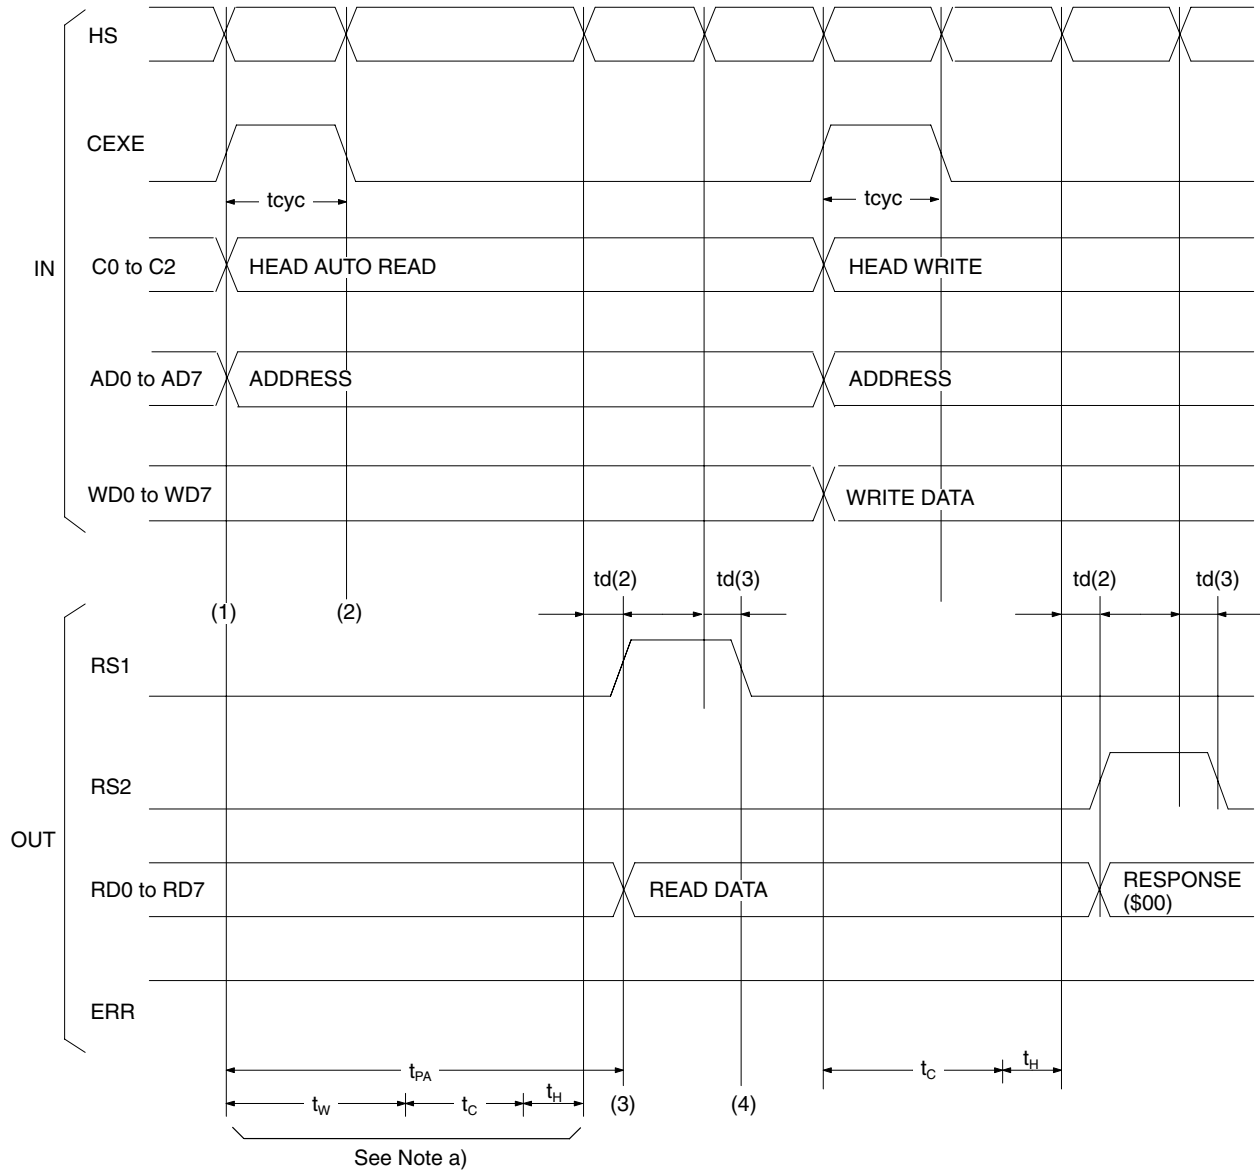 HS
CEXE
tcyc
tcyc
IN
C0 to C2
HEAD AUTO READ
HEAD WRITE
AD0 to AD7
ADDRESS
ADDRESS
WD0 to WD7
WRITE DATA
td(2)
td(3)
td(2)
td(3)
(1)
(2)
RS1
RS2
OUT
RD0 to RD7
READ DATA
RESPONSE
($00)
ERR
tPA
tC
tH
tW
tC
tH
(3)
(4)
See Note a)